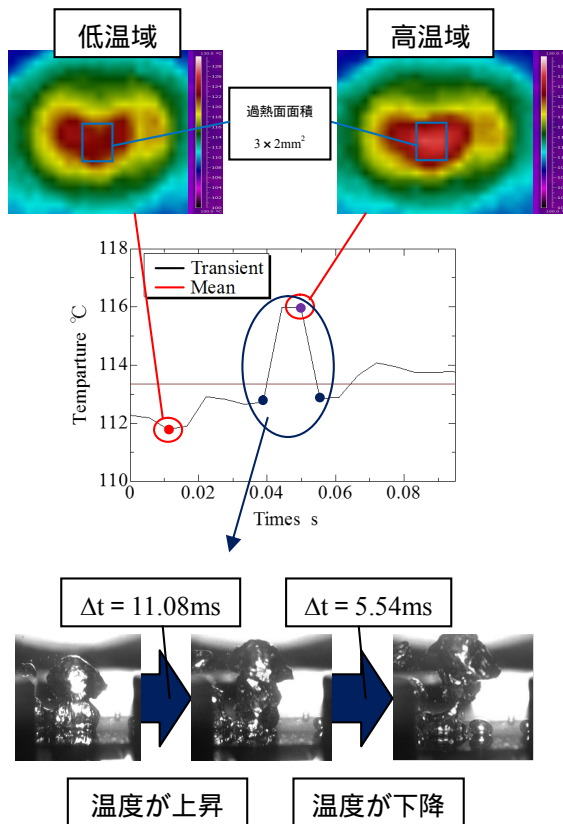 低温域
高温域
過熱面面積
3×2mm²
118
116
114
112
110
Temparture ℃
Transient
Mean
0
0.02
0.04
0.06
0.08
Times s
Δt = 11.08ms
Δt = 5.54ms
温度が上昇
温度が下降